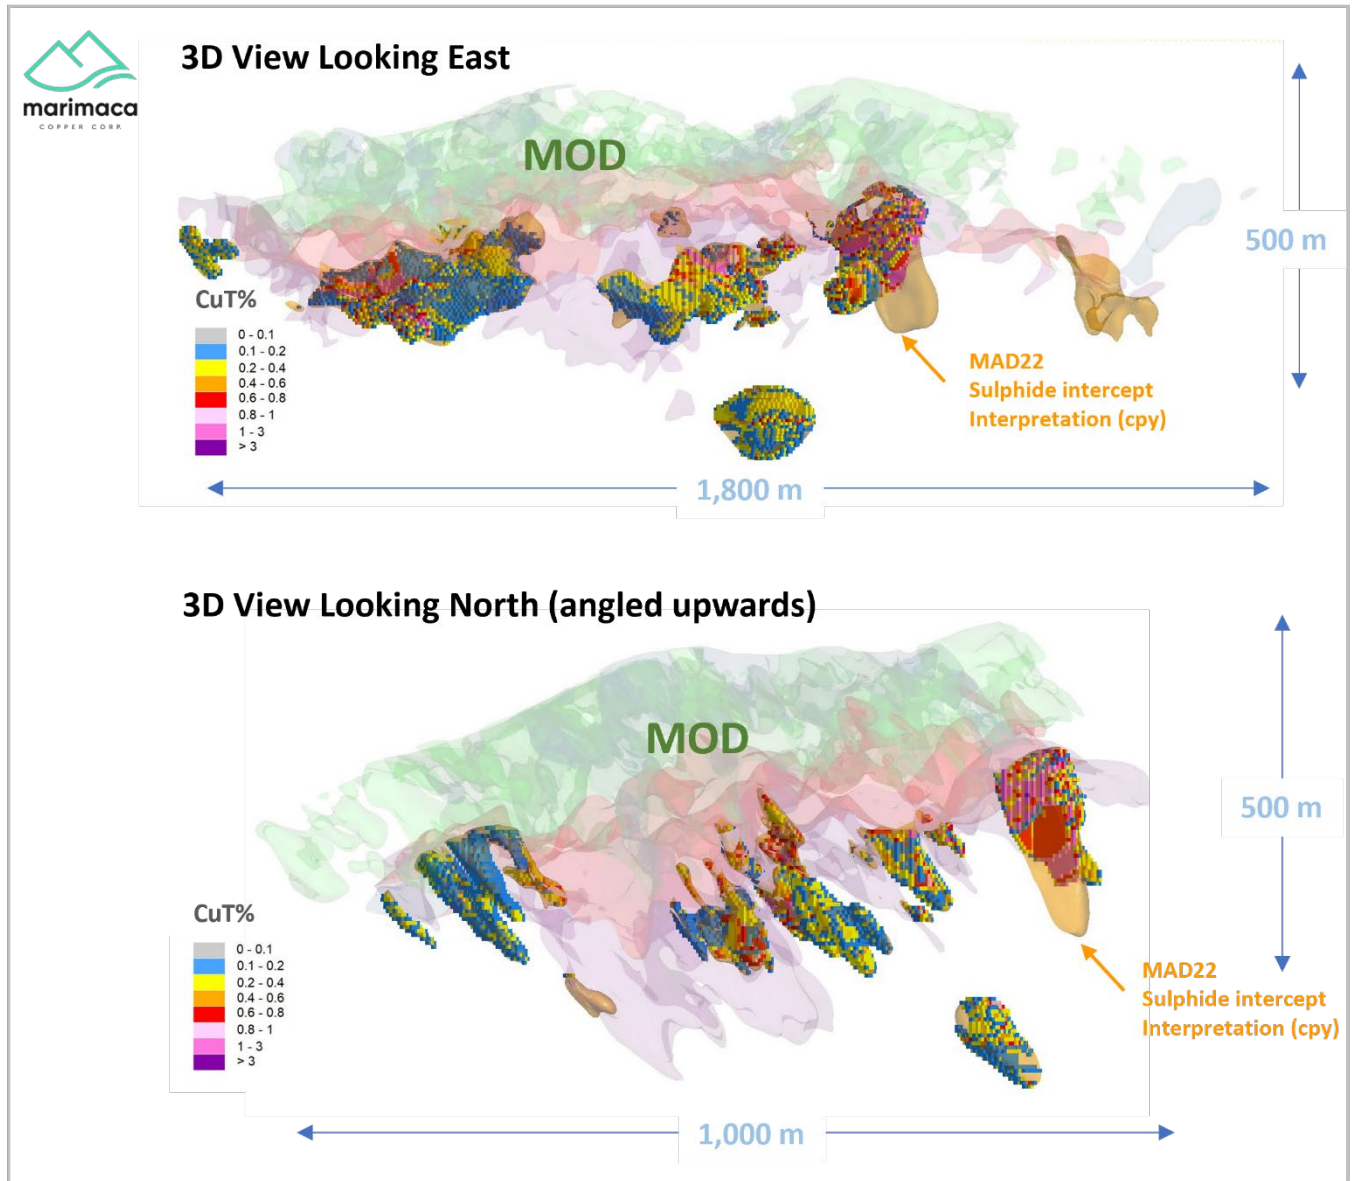 marimaca
COPPER CORP.
3D View Looking East
MOD
500 m
CuT%
0 - 0.1
0.1 - 0.2
0.2 - 0.4
0.4 - 0.6
0.6 - 0.8
0.8 - 1
1 - 3
> 3
MAD22
Sulphide intercept
Interpretation (cpy)
1,800 m
3D View Looking North (angled upwards)
MOD
500 m
CuT%
0 - 0.1
0.1 - 0.2
0.2 - 0.4
0.4 - 0.6
0.6 - 0.8
0.8 - 1
1 - 3
> 3
MAD22
Sulphide intercept
Interpretation (cpy)
1,000 m